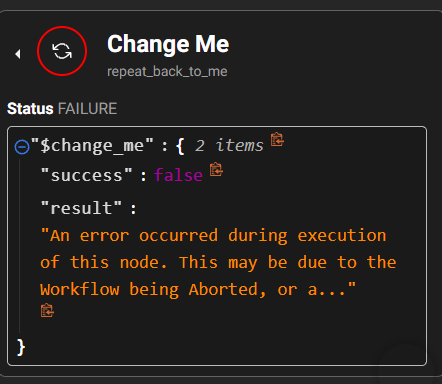 Change Me
repeat_back_to_me
Status FAILURE
"$change_me" : { 2 items
"success" : false
"result" :
"An error occurred during execution
of this node. This may be due to the
Workflow being Aborted, or a..."
}